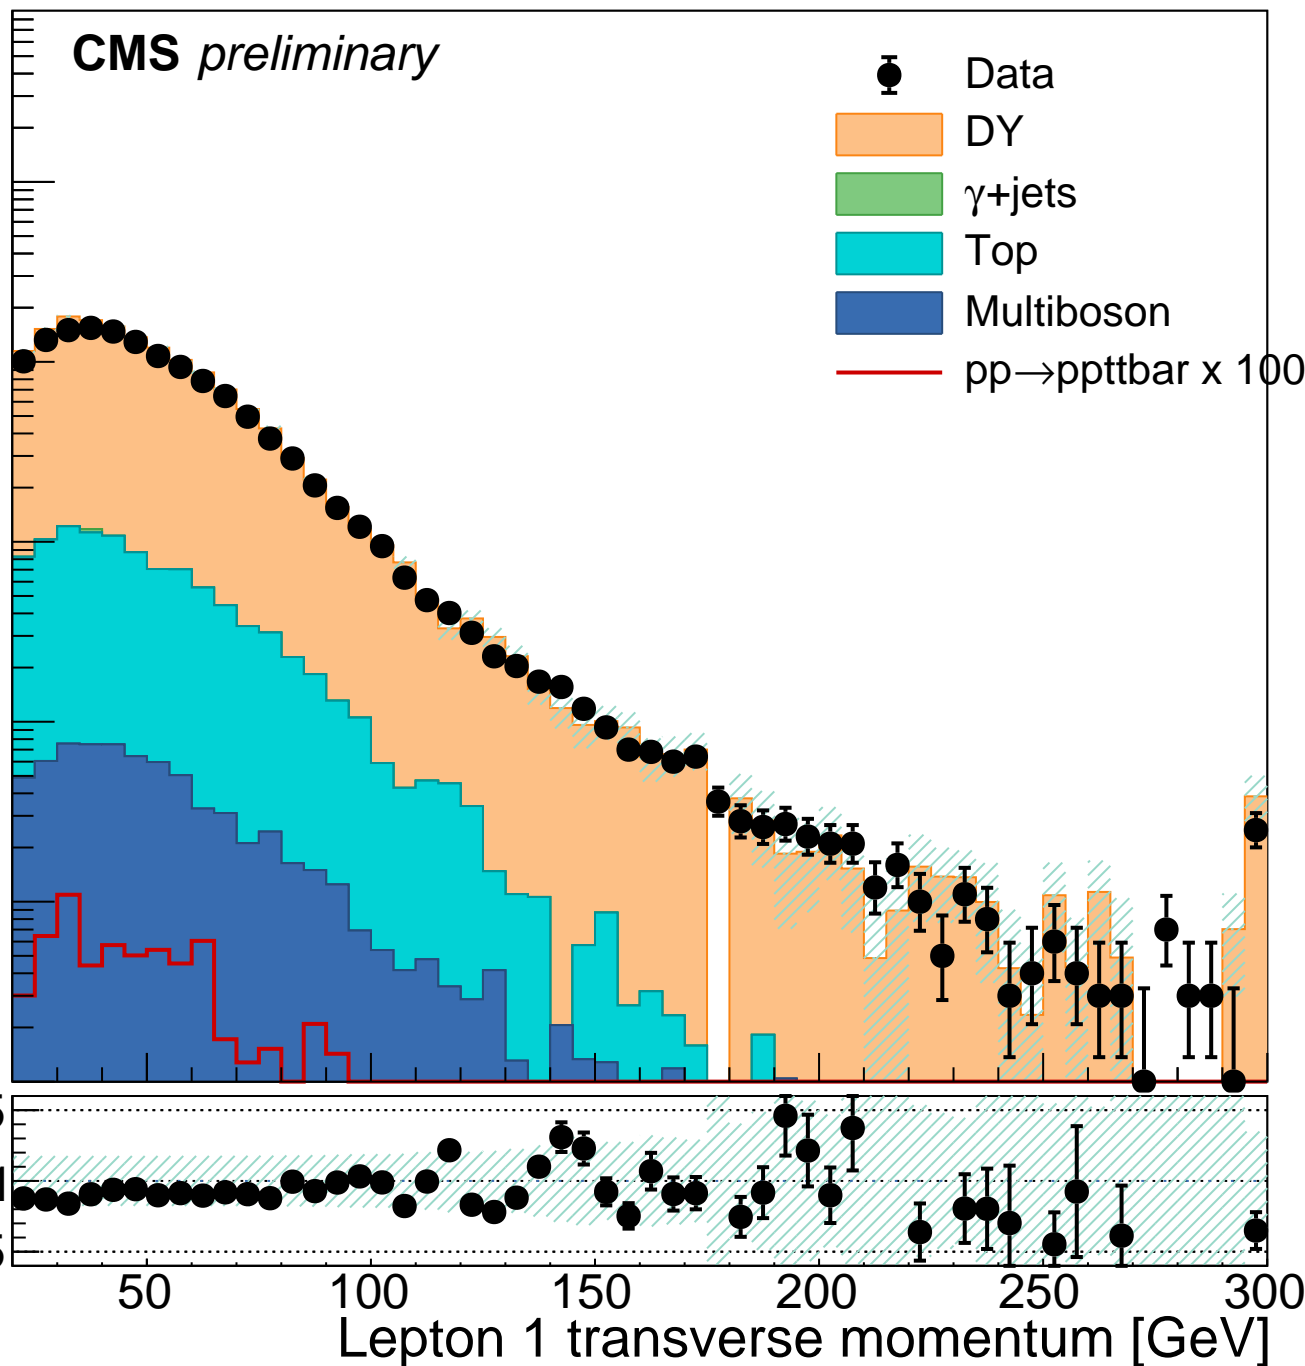 CMS preliminary
Data
DY
γ+jets
Top
Multiboson
pp→ppttbar x 100
50 100 150 200 250 300
Lepton 1 transverse momentum [GeV]